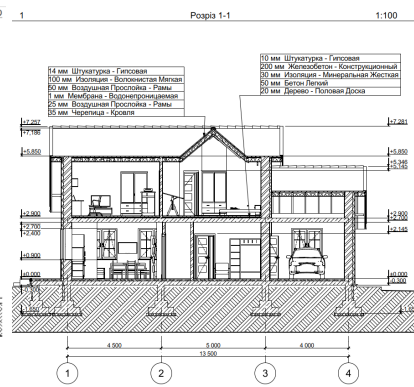 1 Розріз 1-1 1:100
10 мм Штукатурка - Гипсовая
200 мм Железобетон - Конструкционный
30 мм Изоляция - Минеральная Жесткая
50 мм Бетон Легкий
20 мм Дерево - Половая Доска
14 мм Штукатурка - Гипсовая
100 мм Изоляция - Волокнистая Мягкая
50 мм Воздушная Прослойка - Рамы
1 мм Мембрана - Водонепроницаемая
25 мм Воздушная Прослойка - Рамы
35 мм Черепица - Кровля
+7.257
+7.186
+5.850
+2.900
+2.700
+2.400
+0.900
±0.000
+7.281
+5.850
+5.346
+5.145
+2.900
+2.700
+2.145
±0.000
-0.300
4 500 5 000 4 000
13 500
1 2 3 4